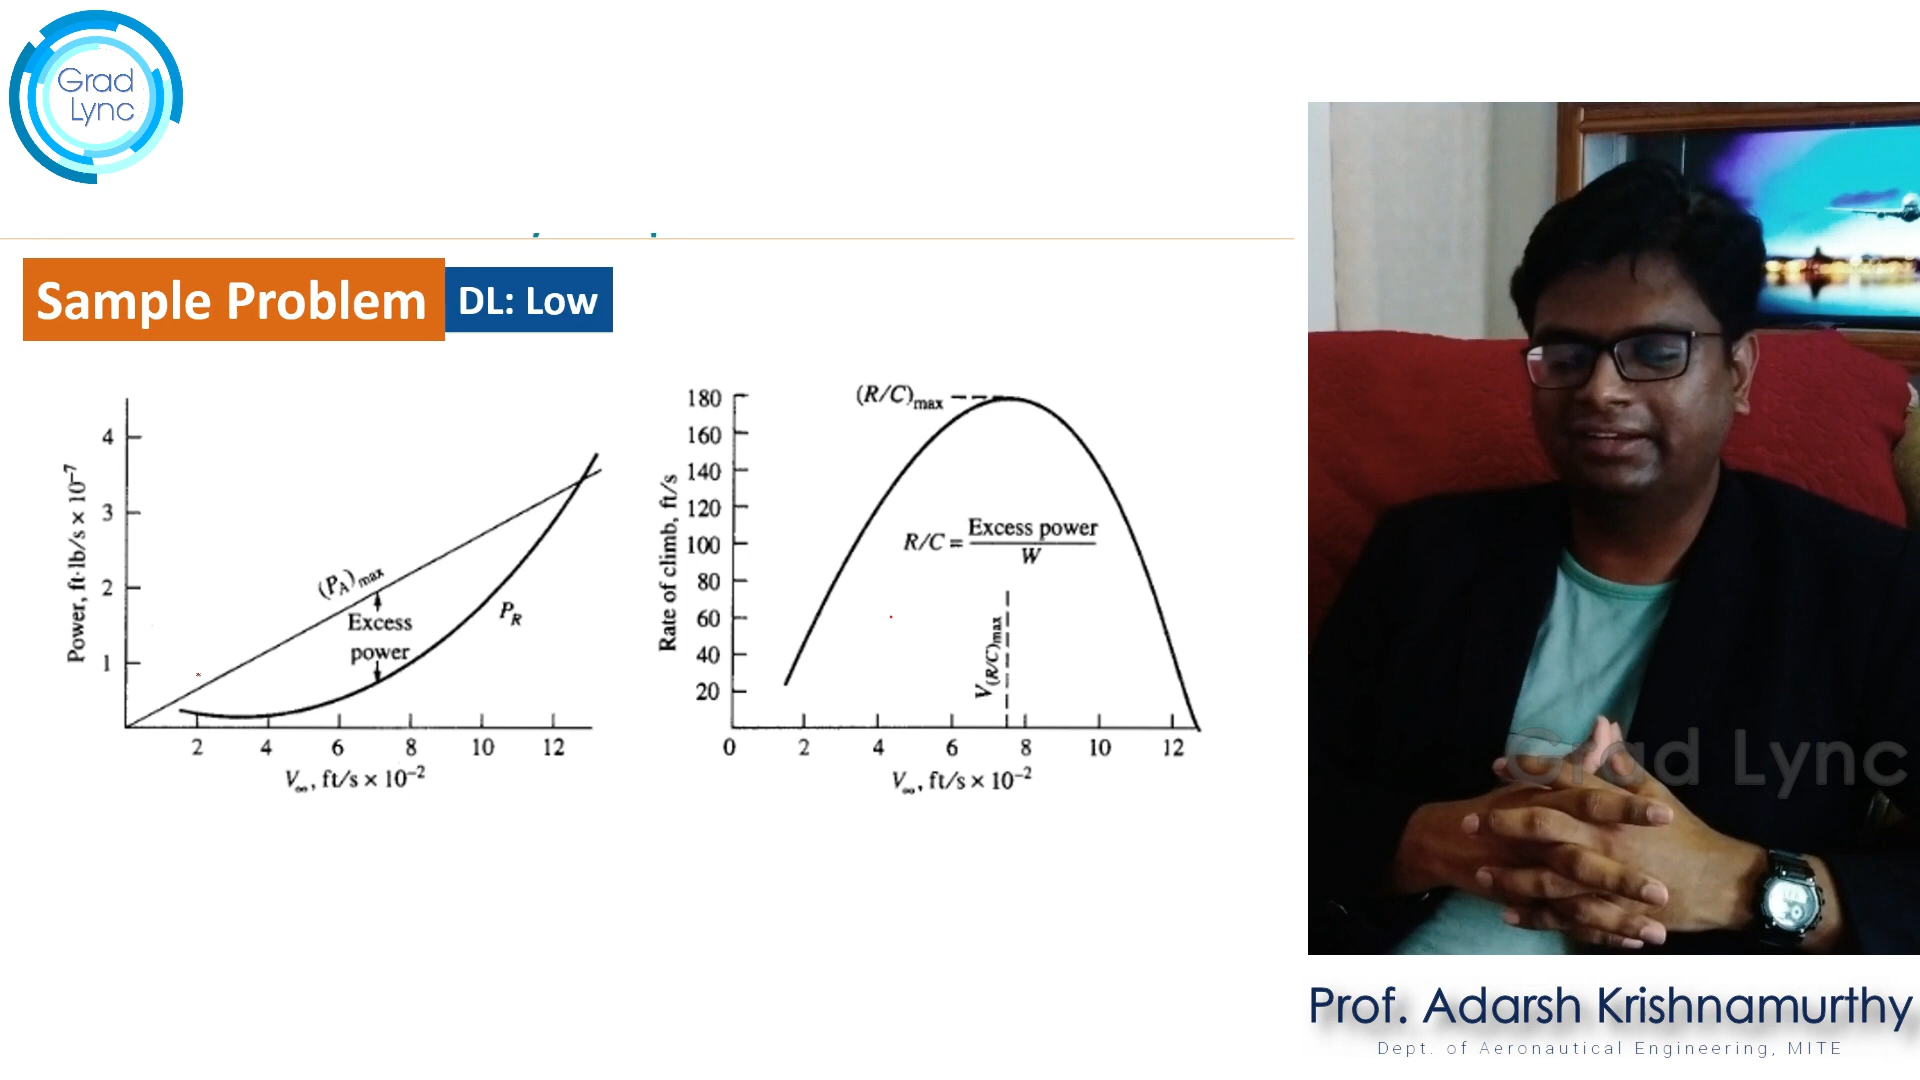 Grad
Lync
Sample Problem
DL: Low
Power, ft·lb/s × 10⁻⁷
4
3
2
1
(P_A)max
Excess
power
P_R
2 4 6 8 10 12
V∞, ft/s × 10⁻²
Rate of climb, ft/s
180
160
140
120
100
80
60
40
20
(R/C)max
R/C = Excess power
W
V(R/C)max
0 2 4 6 8 10 12
V∞, ft/s × 10⁻²
Grad Lync
Prof. Adarsh Krishnamurthy
Dept. of Aeronautical Engineering, MITE